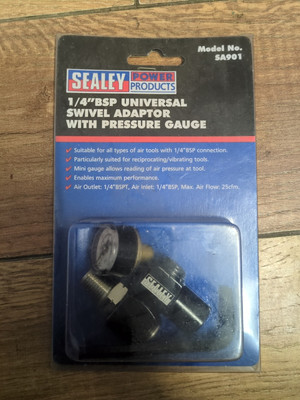 Model No.
SA901
SEALEY POWER PRODUCTS
1/4"BSP UNIVERSAL
SWIVEL ADAPTOR
WITH PRESSURE GAUGE
• Suitable for all types of air tools with 1/4"BSP connection.
• Particularly suited for reciprocating/vibrating tools.
• Mini gauge allows reading of air pressure at tool.
• Enables maximum performance.
• Air Outlet: 1/4"BSPT, Air Inlet: 1/4"BSP, Max. Air Flow: 25cfm.
SEALEY